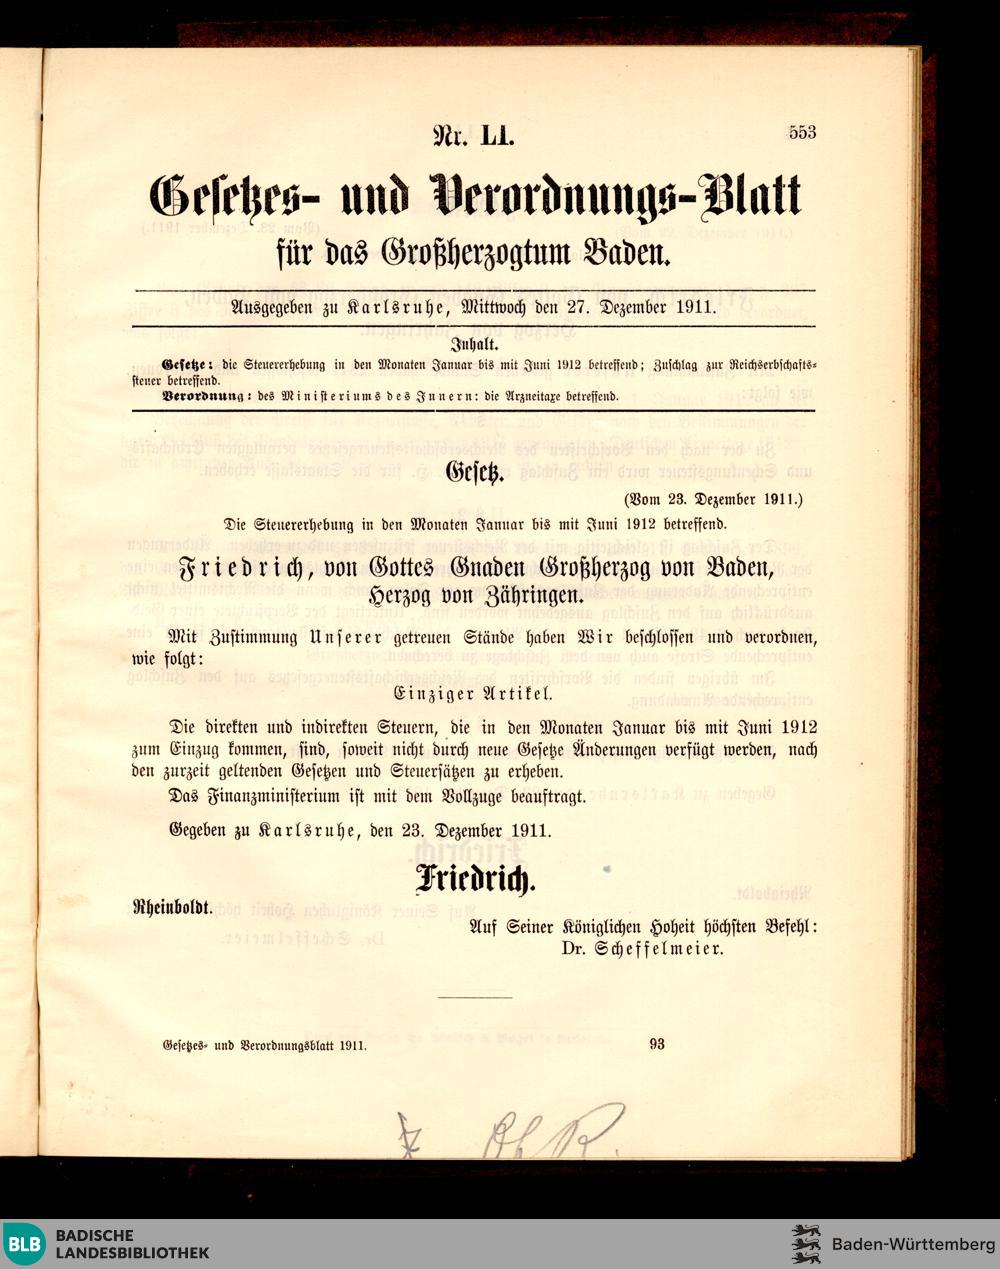 Nr. LI.
553
Gesetzes- und Verordnungs-Blatt
für das Großherzogtum Baden.
Ausgegeben zu Karlsruhe, Mittwoch den 27. Dezember 1911.
Inhalt.
Gesetze: die Steuererhebung in den Monaten Januar bis mit Juni 1912 betreffend; Zuschlag zur Reichserbschafts-
steuer betreffend.
Verordnung: des Ministeriums des Innern: die Arzneitaxe betreffend.
Gesetz.
(Vom 23. Dezember 1911.)
Die Steuererhebung in den Monaten Januar bis mit Juni 1912 betreffend.
Friedrich, von Gottes Gnaden Großherzog von Baden,
Herzog von Zähringen.
Mit Zustimmung Unserer getreuen Stände haben Wir beschlossen und verordnen,
wie folgt:
Einziger Artikel.
Die direkten und indirekten Steuern, die in den Monaten Januar bis mit Juni 1912
zum Einzug kommen, sind, soweit nicht durch neue Gesetze Änderungen verfügt werden, nach
den zurzeit geltenden Gesetzen und Steuersätzen zu erheben.
Das Finanzministerium ist mit dem Vollzuge beauftragt.
Gegeben zu Karlsruhe, den 23. Dezember 1911.
Friedrich.
Rheinboldt.
Auf Seiner Königlichen Hoheit höchsten Befehl:
Dr. Scheffelmeier.
Gesetzes- und Verordnungsblatt 1911.
93
BLB
BADISCHE
LANDESBIBLIOTHEK
Baden-Württemberg